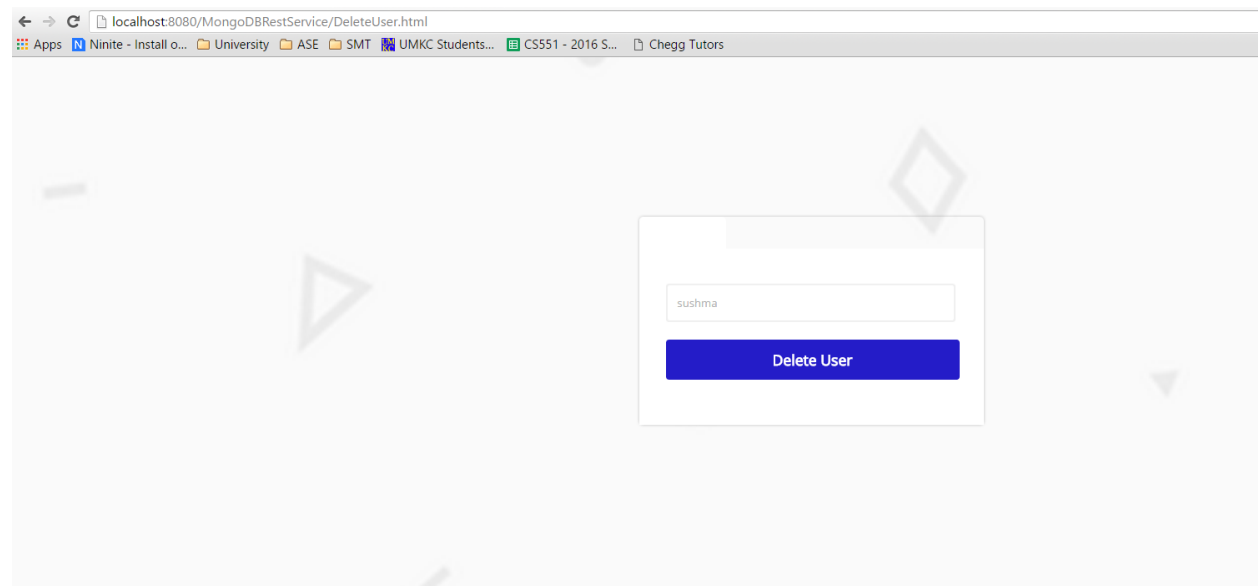 localhost:8080/MongoDBRestService/DeleteUser.html
Apps N Ninite - Install o... University ASE SMT UMKC Students... CS551 - 2016 S... Chegg Tutors
sushma
Delete User